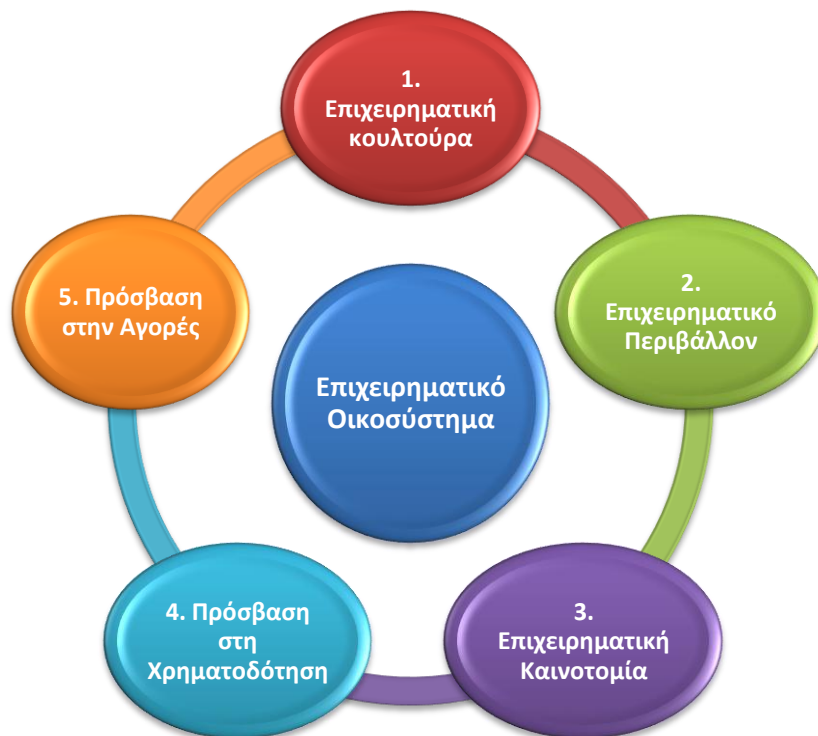 1.
Επιχειρηματική
κουλτούρα
2.
Επιχειρηματικό
Περιβάλλον
3.
Επιχειρηματική
Καινοτομία
4. Πρόσβαση
στη
Χρηματοδότηση
5. Πρόσβαση
στην Αγορές
Επιχειρηματικό
Οικοσύστημα